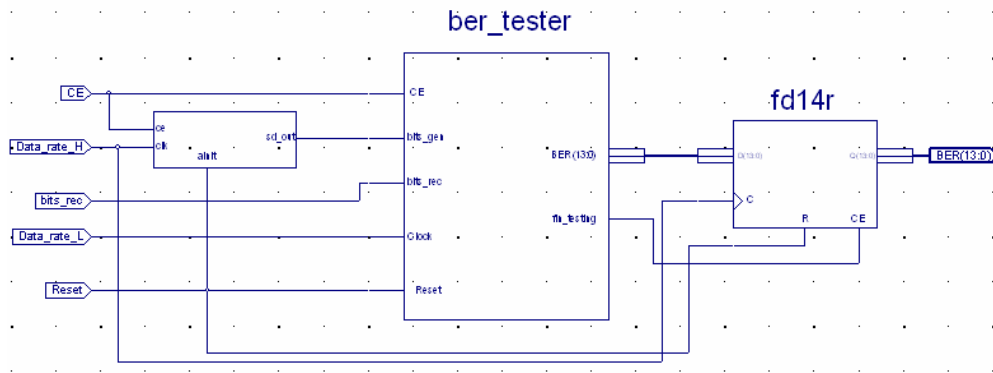 ber_tester
fd14r
CE
CE
ce
Data_rate_H
clk
sd_out
bits_gen
ainit
BER(13:0)
D(13:0)
Q(13:0)
BER(13:0)
bits_rec
bits_rec
C
fin_testing
R
CE
Data_rate_L
Clock
Reset
Reset